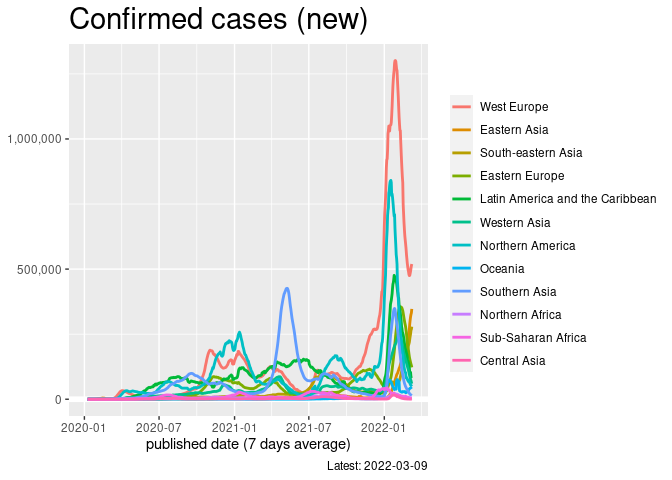 Confirmed cases (new)
1,000,000
500,000
0
2020-01 2020-07 2021-01 2021-07 2022-01
published date (7 days average)
Latest: 2022-03-09
West Europe
Eastern Asia
South-eastern Asia
Eastern Europe
Latin America and the Caribbean
Western Asia
Northern America
Oceania
Southern Asia
Northern Africa
Sub-Saharan Africa
Central Asia